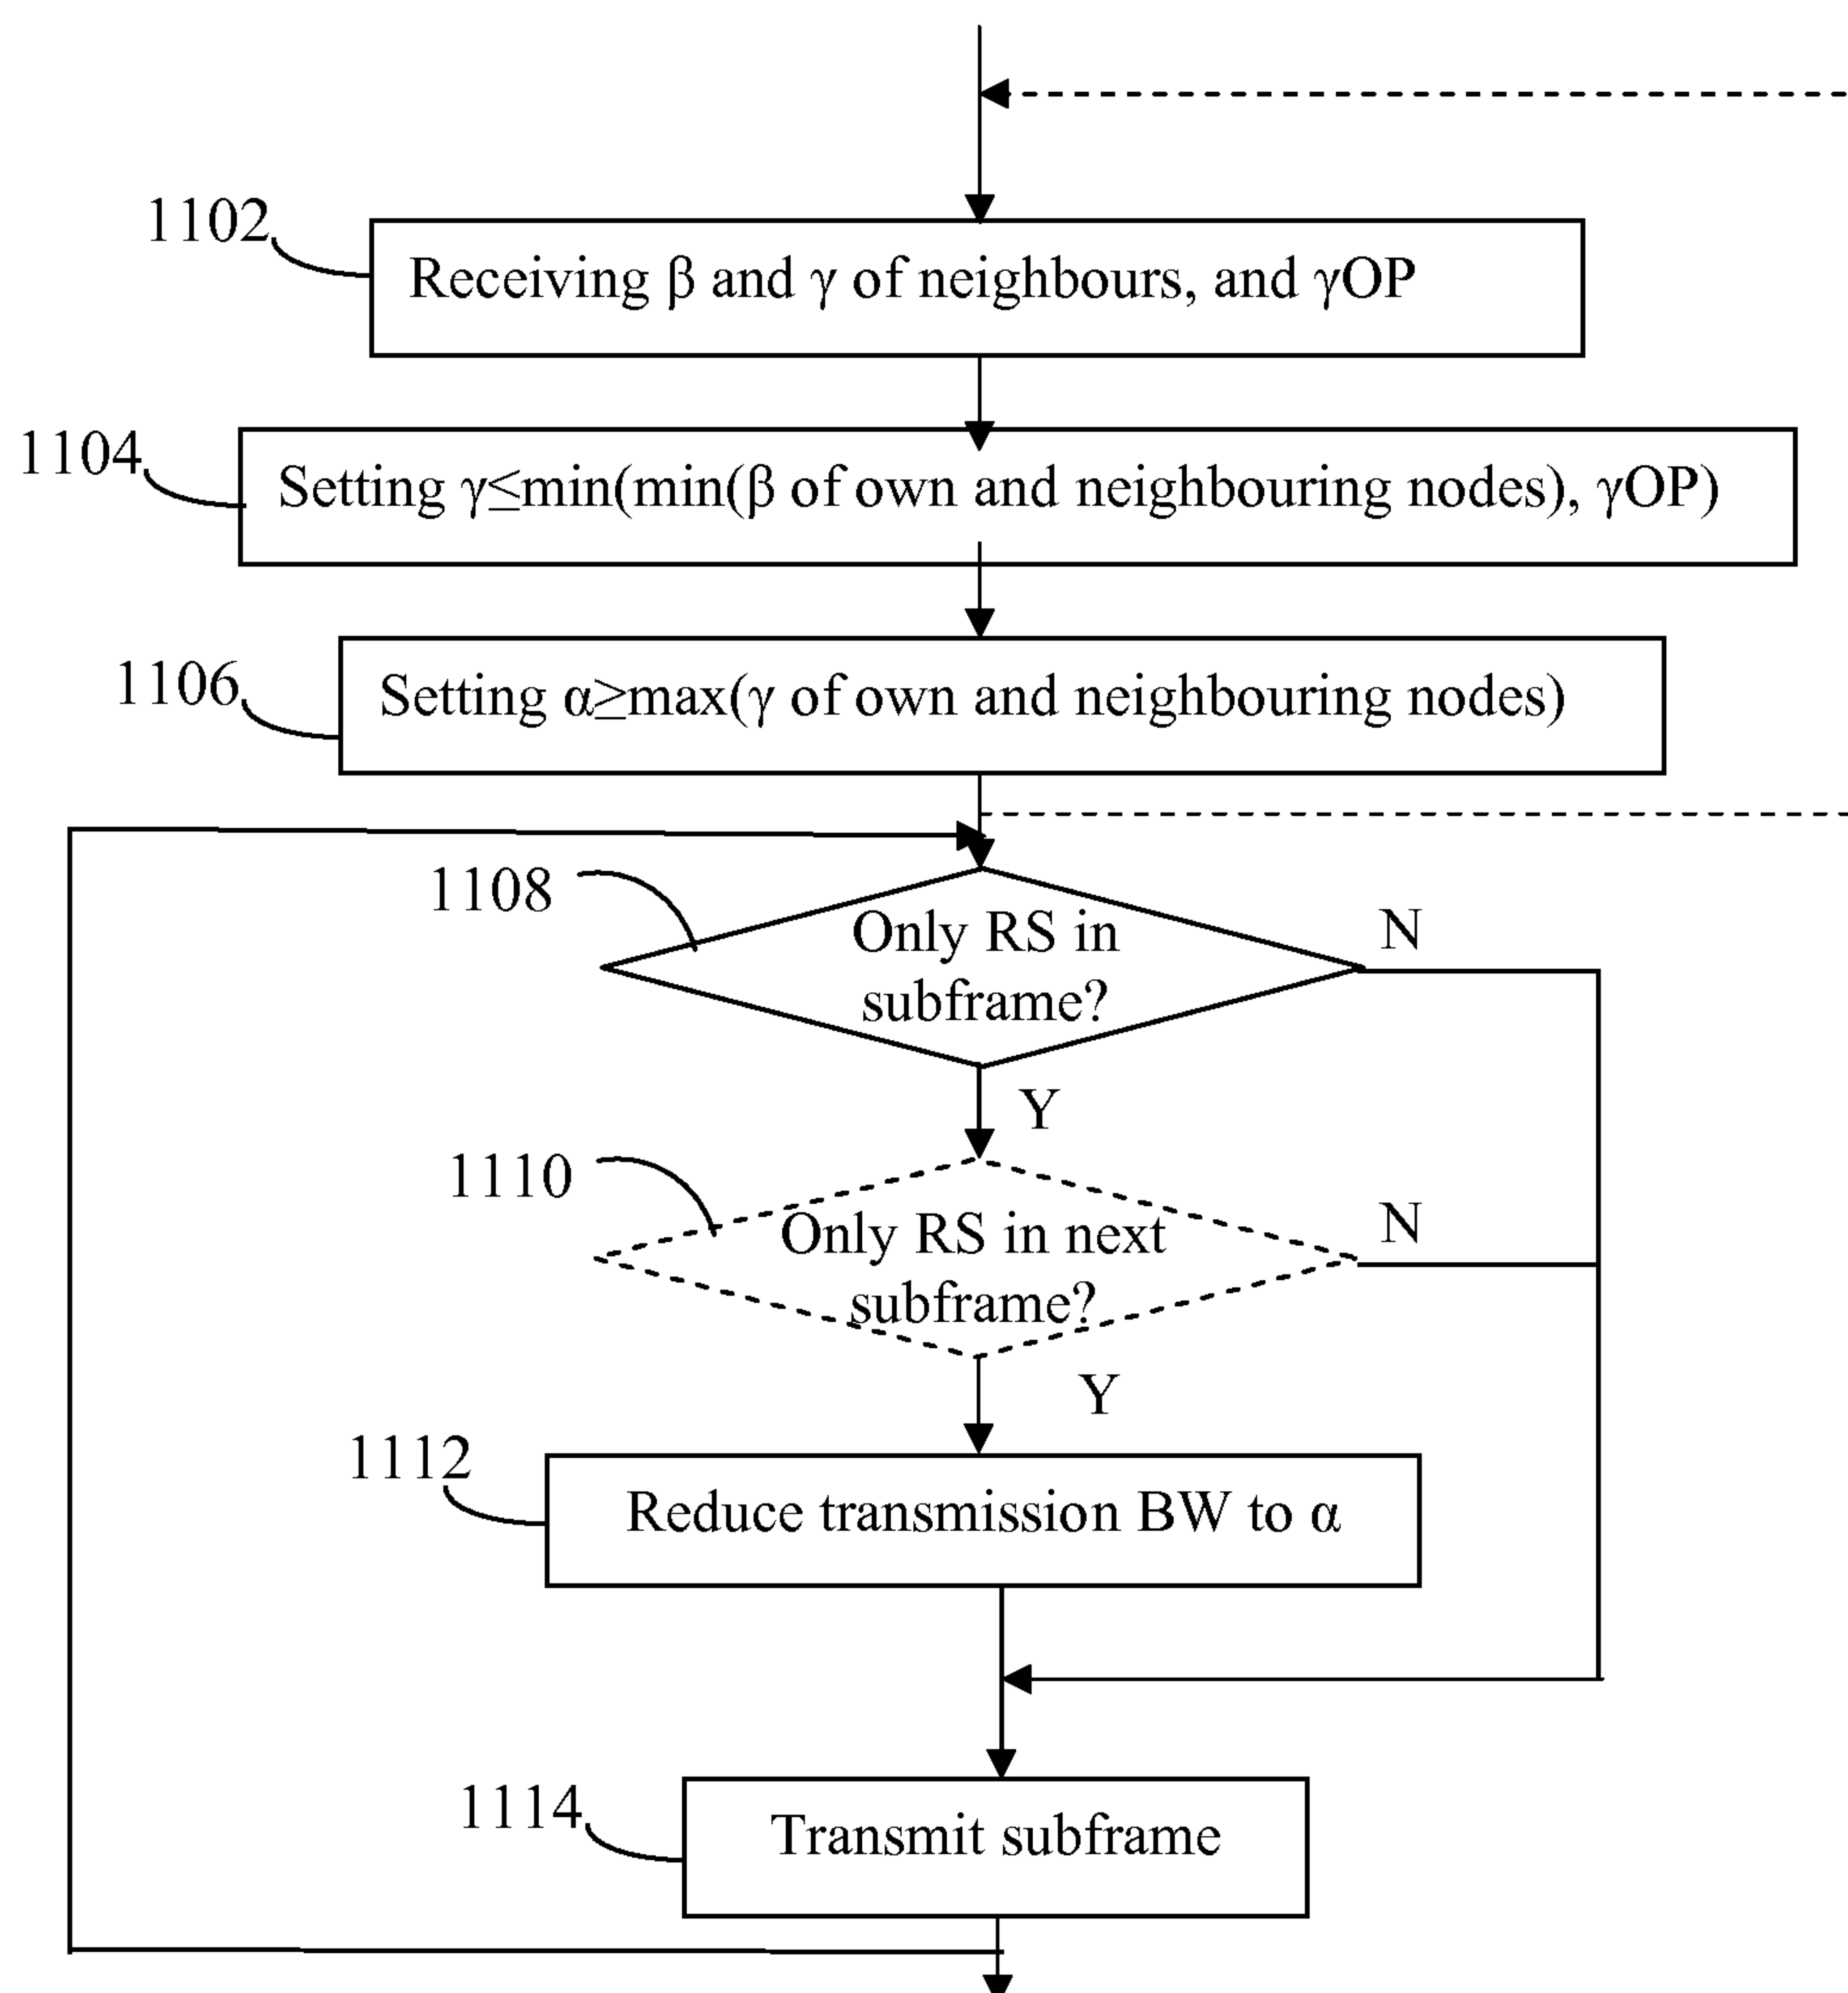 1102
Receiving β and γ of neighbours, and γOP
1104
Setting γ≤min(min(β of own and neighbouring nodes), γOP)
1106
Setting α≥max(γ of own and neighbouring nodes)
1108
Only RS in
subframe?
N
Y
1110
Only RS in next
subframe?
N
Y
1112
Reduce transmission BW to α
1114
Transmit subframe